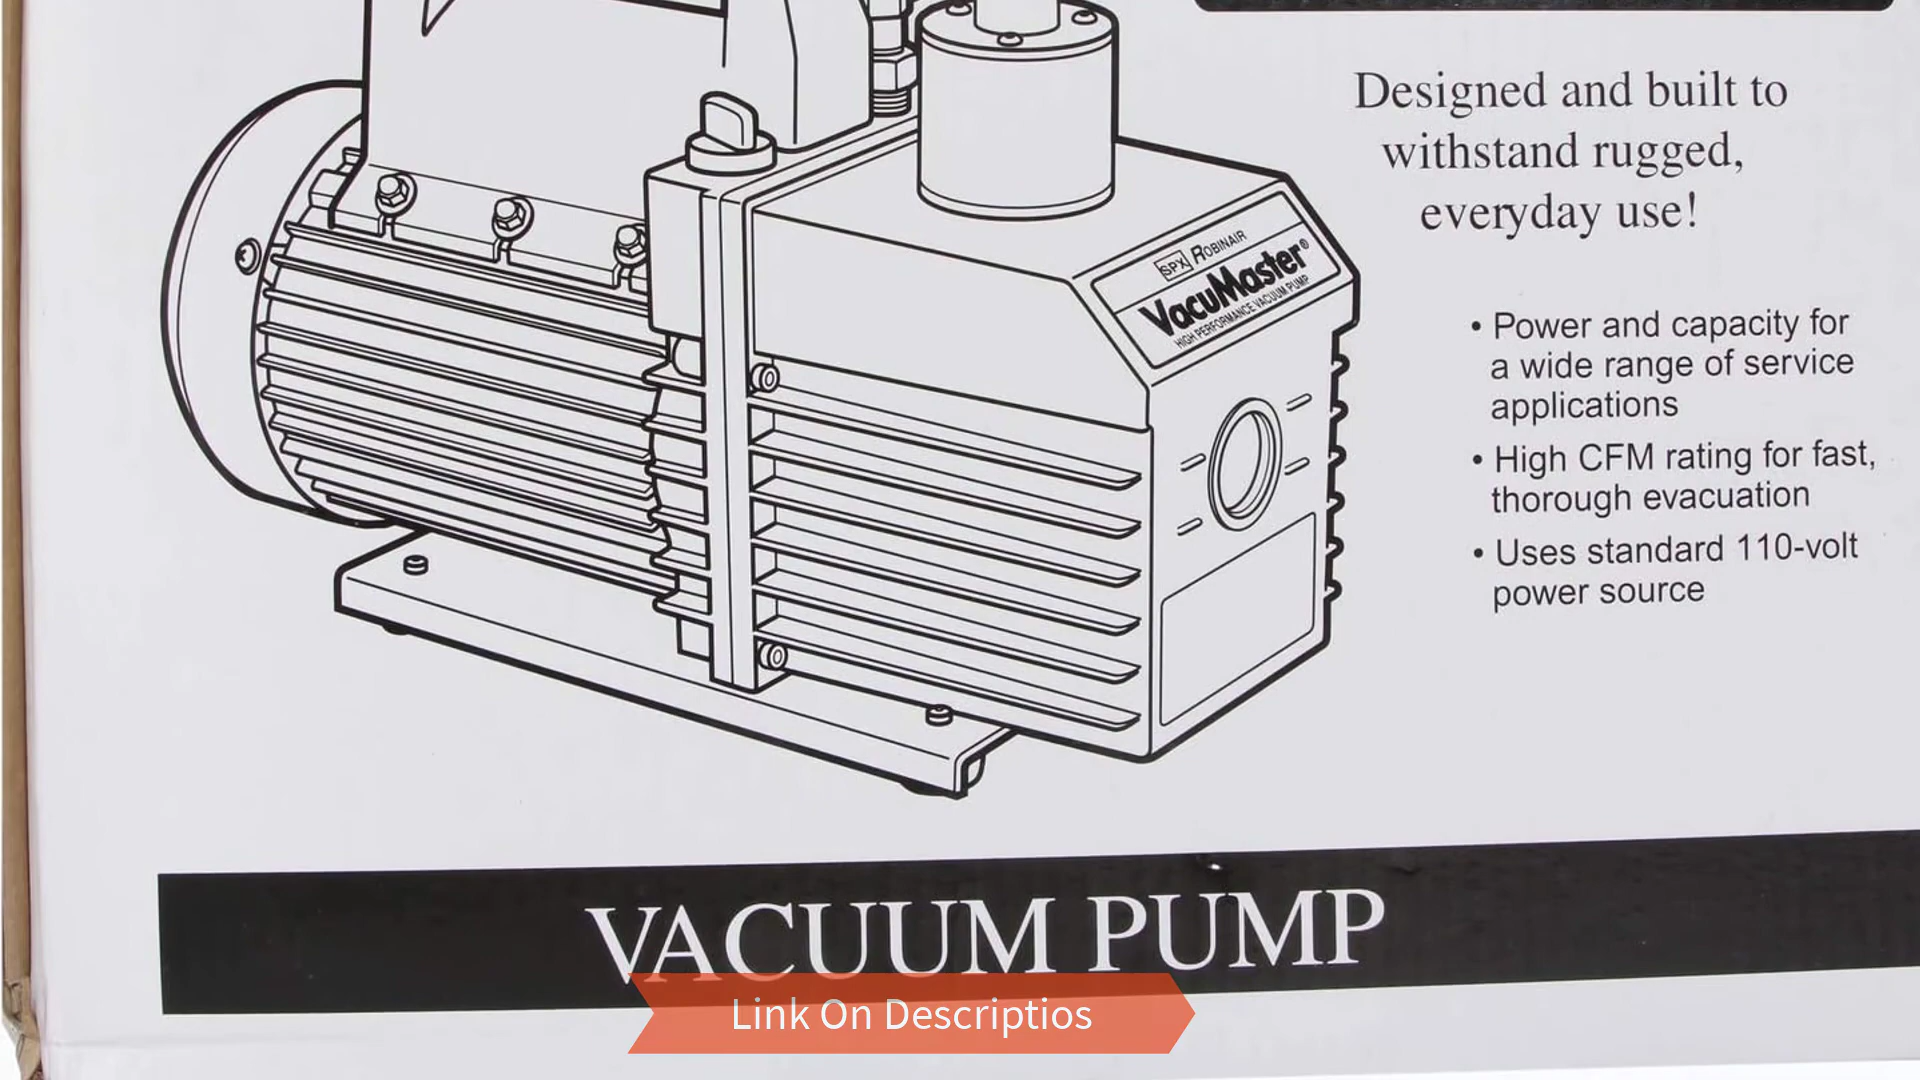 Designed and built to
withstand rugged,
everyday use!
SPX ROBINAIR
VacuMaster®
HIGH PERFORMANCE VACUUM PUMP
• Power and capacity for
a wide range of service
applications
• High CFM rating for fast,
thorough evacuation
• Uses standard 110-volt
power source
VACUUM PUMP
Link On Descriptios